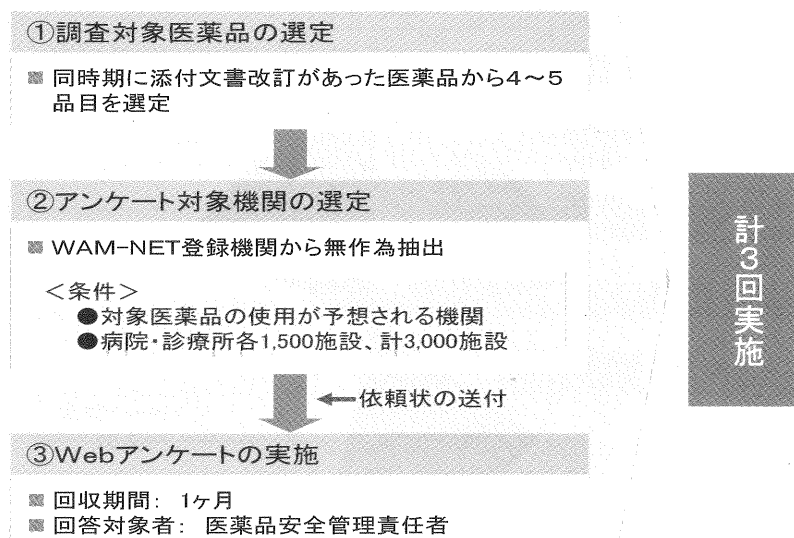 ①調査対象医薬品の選定
■ 同時期に添付文書改訂があった医薬品から4～5
品目を選定
②アンケート対象機関の選定
■ WAM-NET登録機関から無作為抽出
＜条件＞
●対象医薬品の使用が予想される機関
●病院・診療所各1,500施設、計3,000施設
←依頼状の送付
③Webアンケートの実施
■ 回収期間： 1ヶ月
■ 回答対象者： 医薬品安全管理責任者
計3回実施